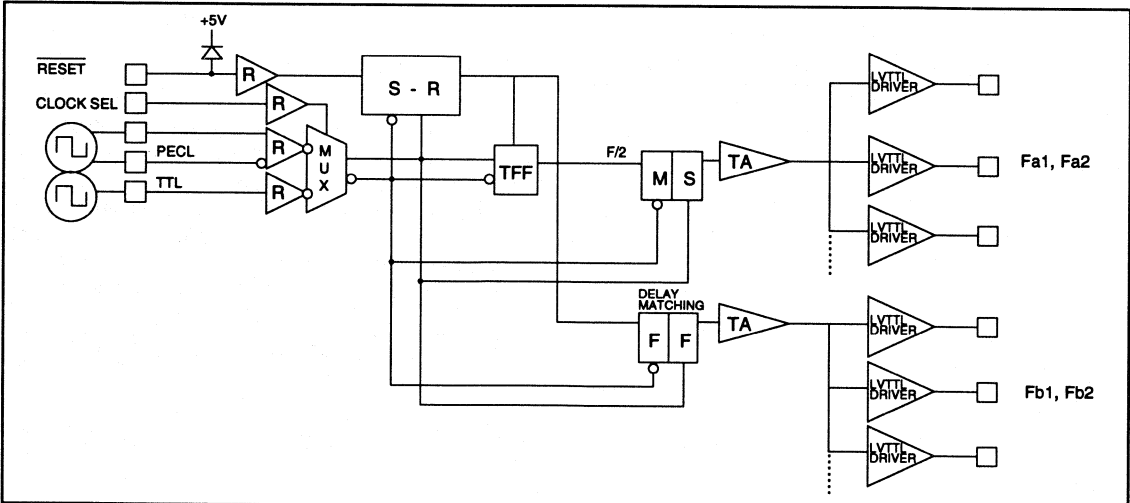 +5V
RESET
R
S - R
CLOCK SEL
R
PECL
R
MUX
TFF
F/2
M S
TA
LVTTL
DRIVER
LVTTL
DRIVER
Fa1, Fa2
TTL
R
LVTTL
DRIVER
DELAY
MATCHING
F F
TA
LVTTL
DRIVER
LVTTL
DRIVER
Fb1, Fb2
LVTTL
DRIVER